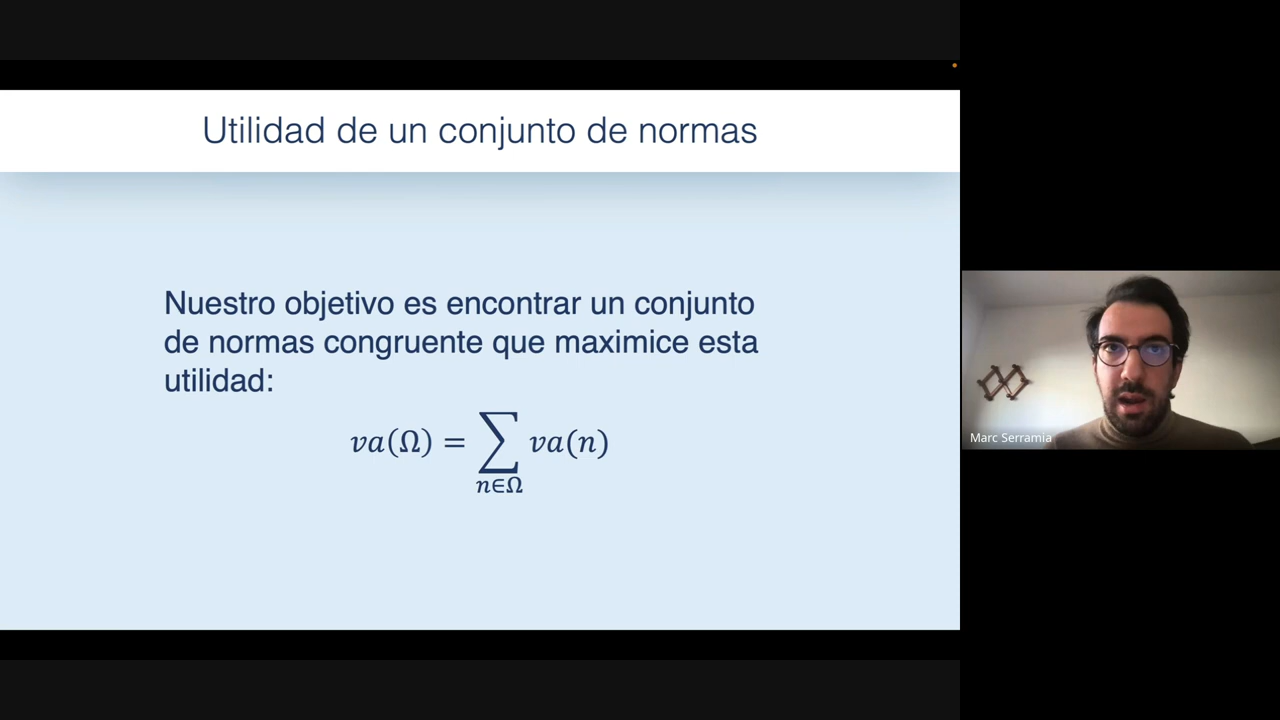 Utilidad de un conjunto de normas
Nuestro objetivo es encontrar un conjunto
de normas congruente que maximice esta
utilidad:
va(Ω) = ∑ va(n)
n∈Ω
Marc Serramia